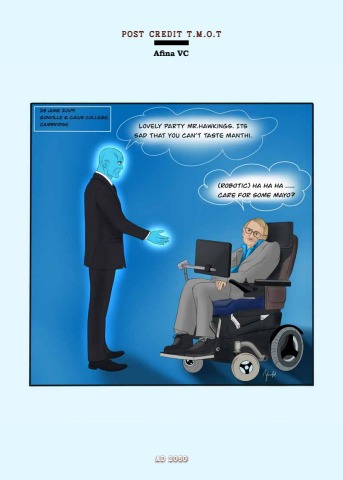 POST CREDIT T.M.O.T
Afina VC
28 JUNE 2009
GONVILLE & CAIUS COLLEGE,
CAMBRIDGE
LOVELY PARTY MR.HAWKINGS. ITS
SAD THAT YOU CAN'T TASTE MANTHI.
(ROBOTIC) HA HA HA ......
CARE FOR SOME MAYO?
AD 2050